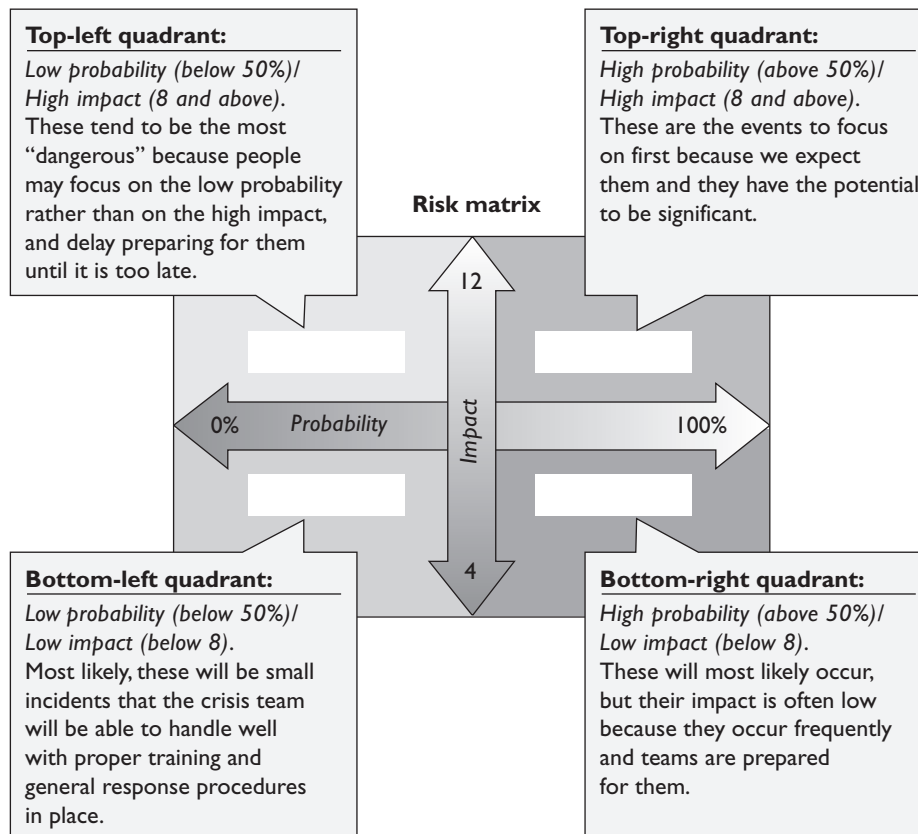 Top-left quadrant:
Low probability (below 50%)/
High impact (8 and above).
These tend to be the most
“dangerous” because people
may focus on the low probability
rather than on the high impact,
and delay preparing for them
until it is too late.
Top-right quadrant:
High probability (above 50%)/
High impact (8 and above).
These are the events to focus
on first because we expect
them and they have the potential
to be significant.
Risk matrix
12
0%
Probability
Impact
100%
4
Bottom-left quadrant:
Low probability (below 50%)/
Low impact (below 8).
Most likely, these will be small
incidents that the crisis team
will be able to handle well
with proper training and
general response procedures
in place.
Bottom-right quadrant:
High probability (above 50%)/
Low impact (below 8).
These will most likely occur,
but their impact is often low
because they occur frequently
and teams are prepared
for them.